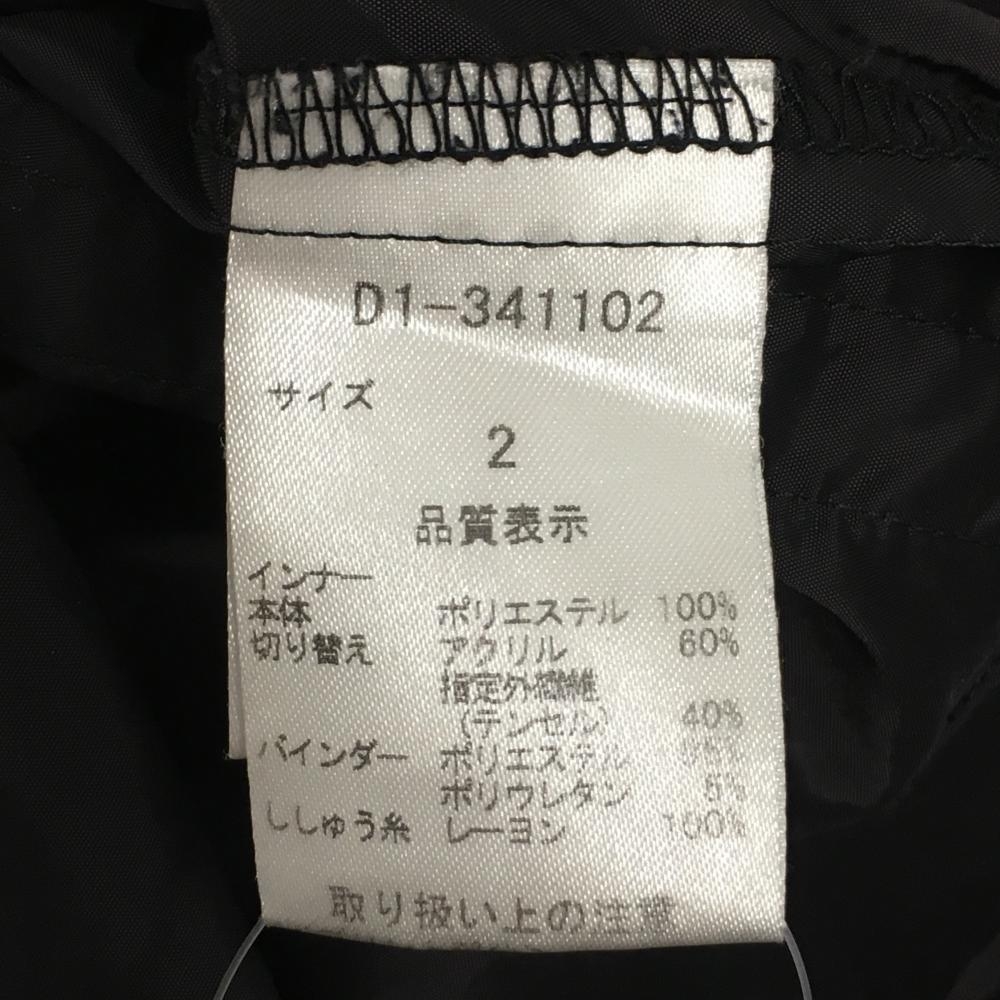 D1-341102
サイズ
2
品質表示
インナー
本体 ポリエステル 100%
切り替え アクリル 60%
指定外繊維
(テンセル) 40%
バインダー ポリエステル
ポリウレタン 5%
ししゅう糸 レーヨン 100%
取り扱い上の注意